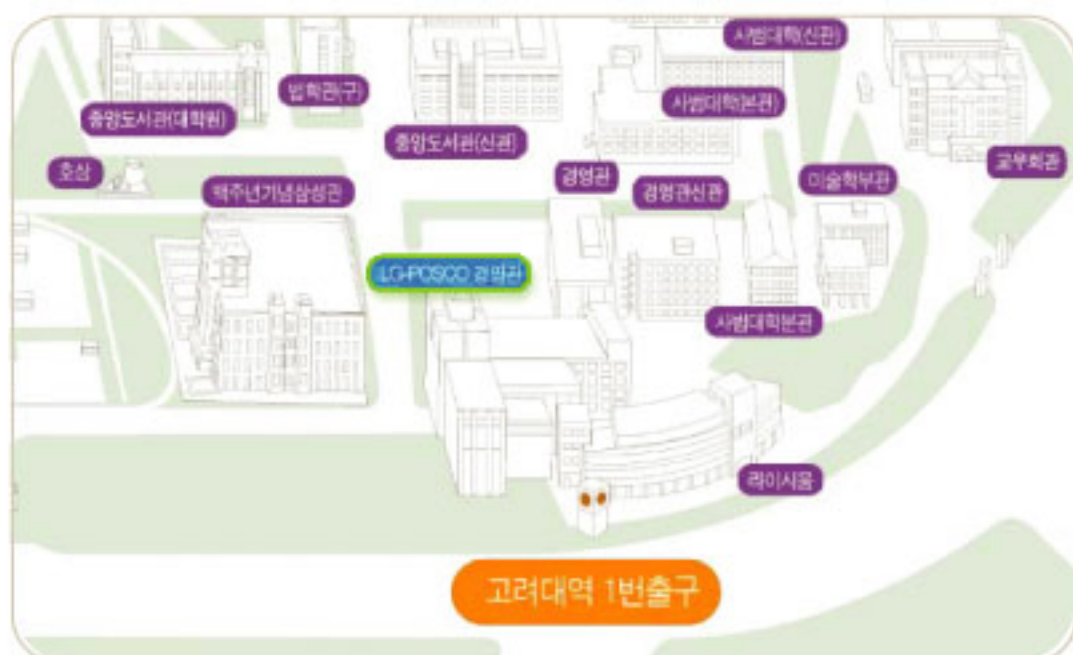 사범대학(신관)
법학관(구)
사범대학(본관)
중앙도서관(대학원)
중앙도서관(신관)
호상
백주년기념삼성관
경영관
경영관신관
미술학부관
교우회관
LG-POSCO 경영관
사범대학본관
라이시움
고려대역 1번출구